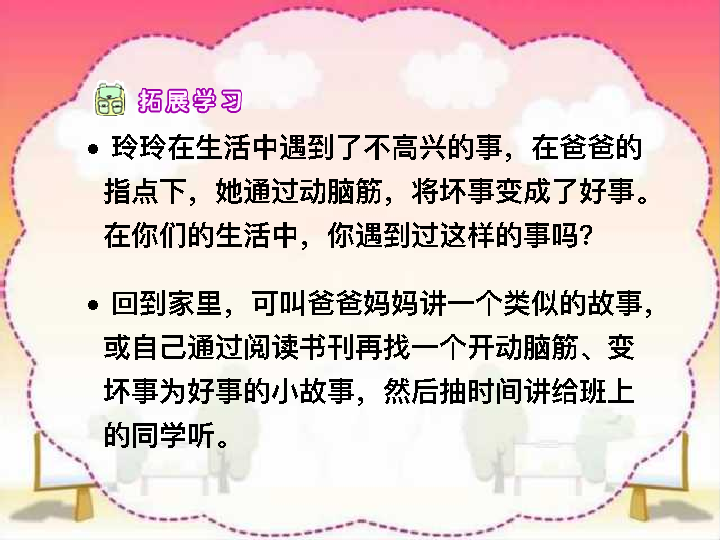 拓展学习
• 玲玲在生活中遇到了不高兴的事，在爸爸的
指点下，她通过动脑筋，将坏事变成了好事。
在你们的生活中，你遇到过这样的事吗？
• 回到家里，可叫爸爸妈妈讲一个类似的故事，
或自己通过阅读书刊再找一个开动脑筋、变
坏事为好事的小故事，然后抽时间讲给班上
的同学听。